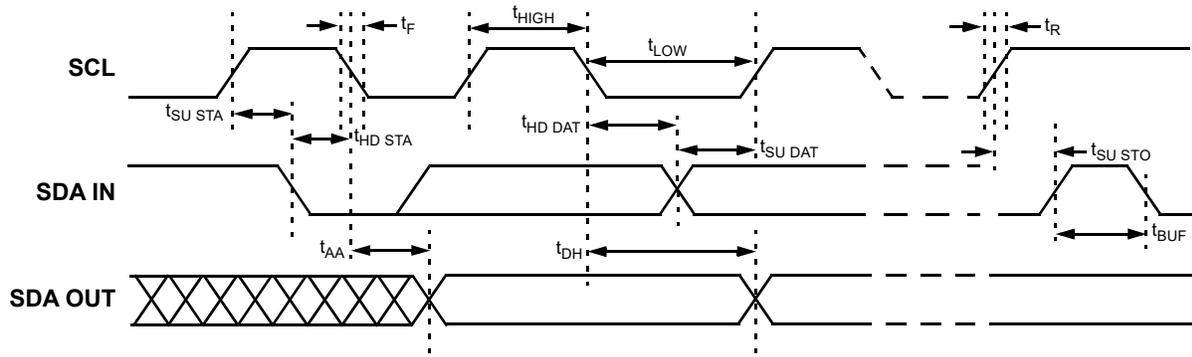 tF
tHIGH
tR
tLOW
SCL
tSU STA
tHD STA
tHD DAT
tSU DAT
tSU STO
SDA IN
tAA
tDH
tBUF
SDA OUT